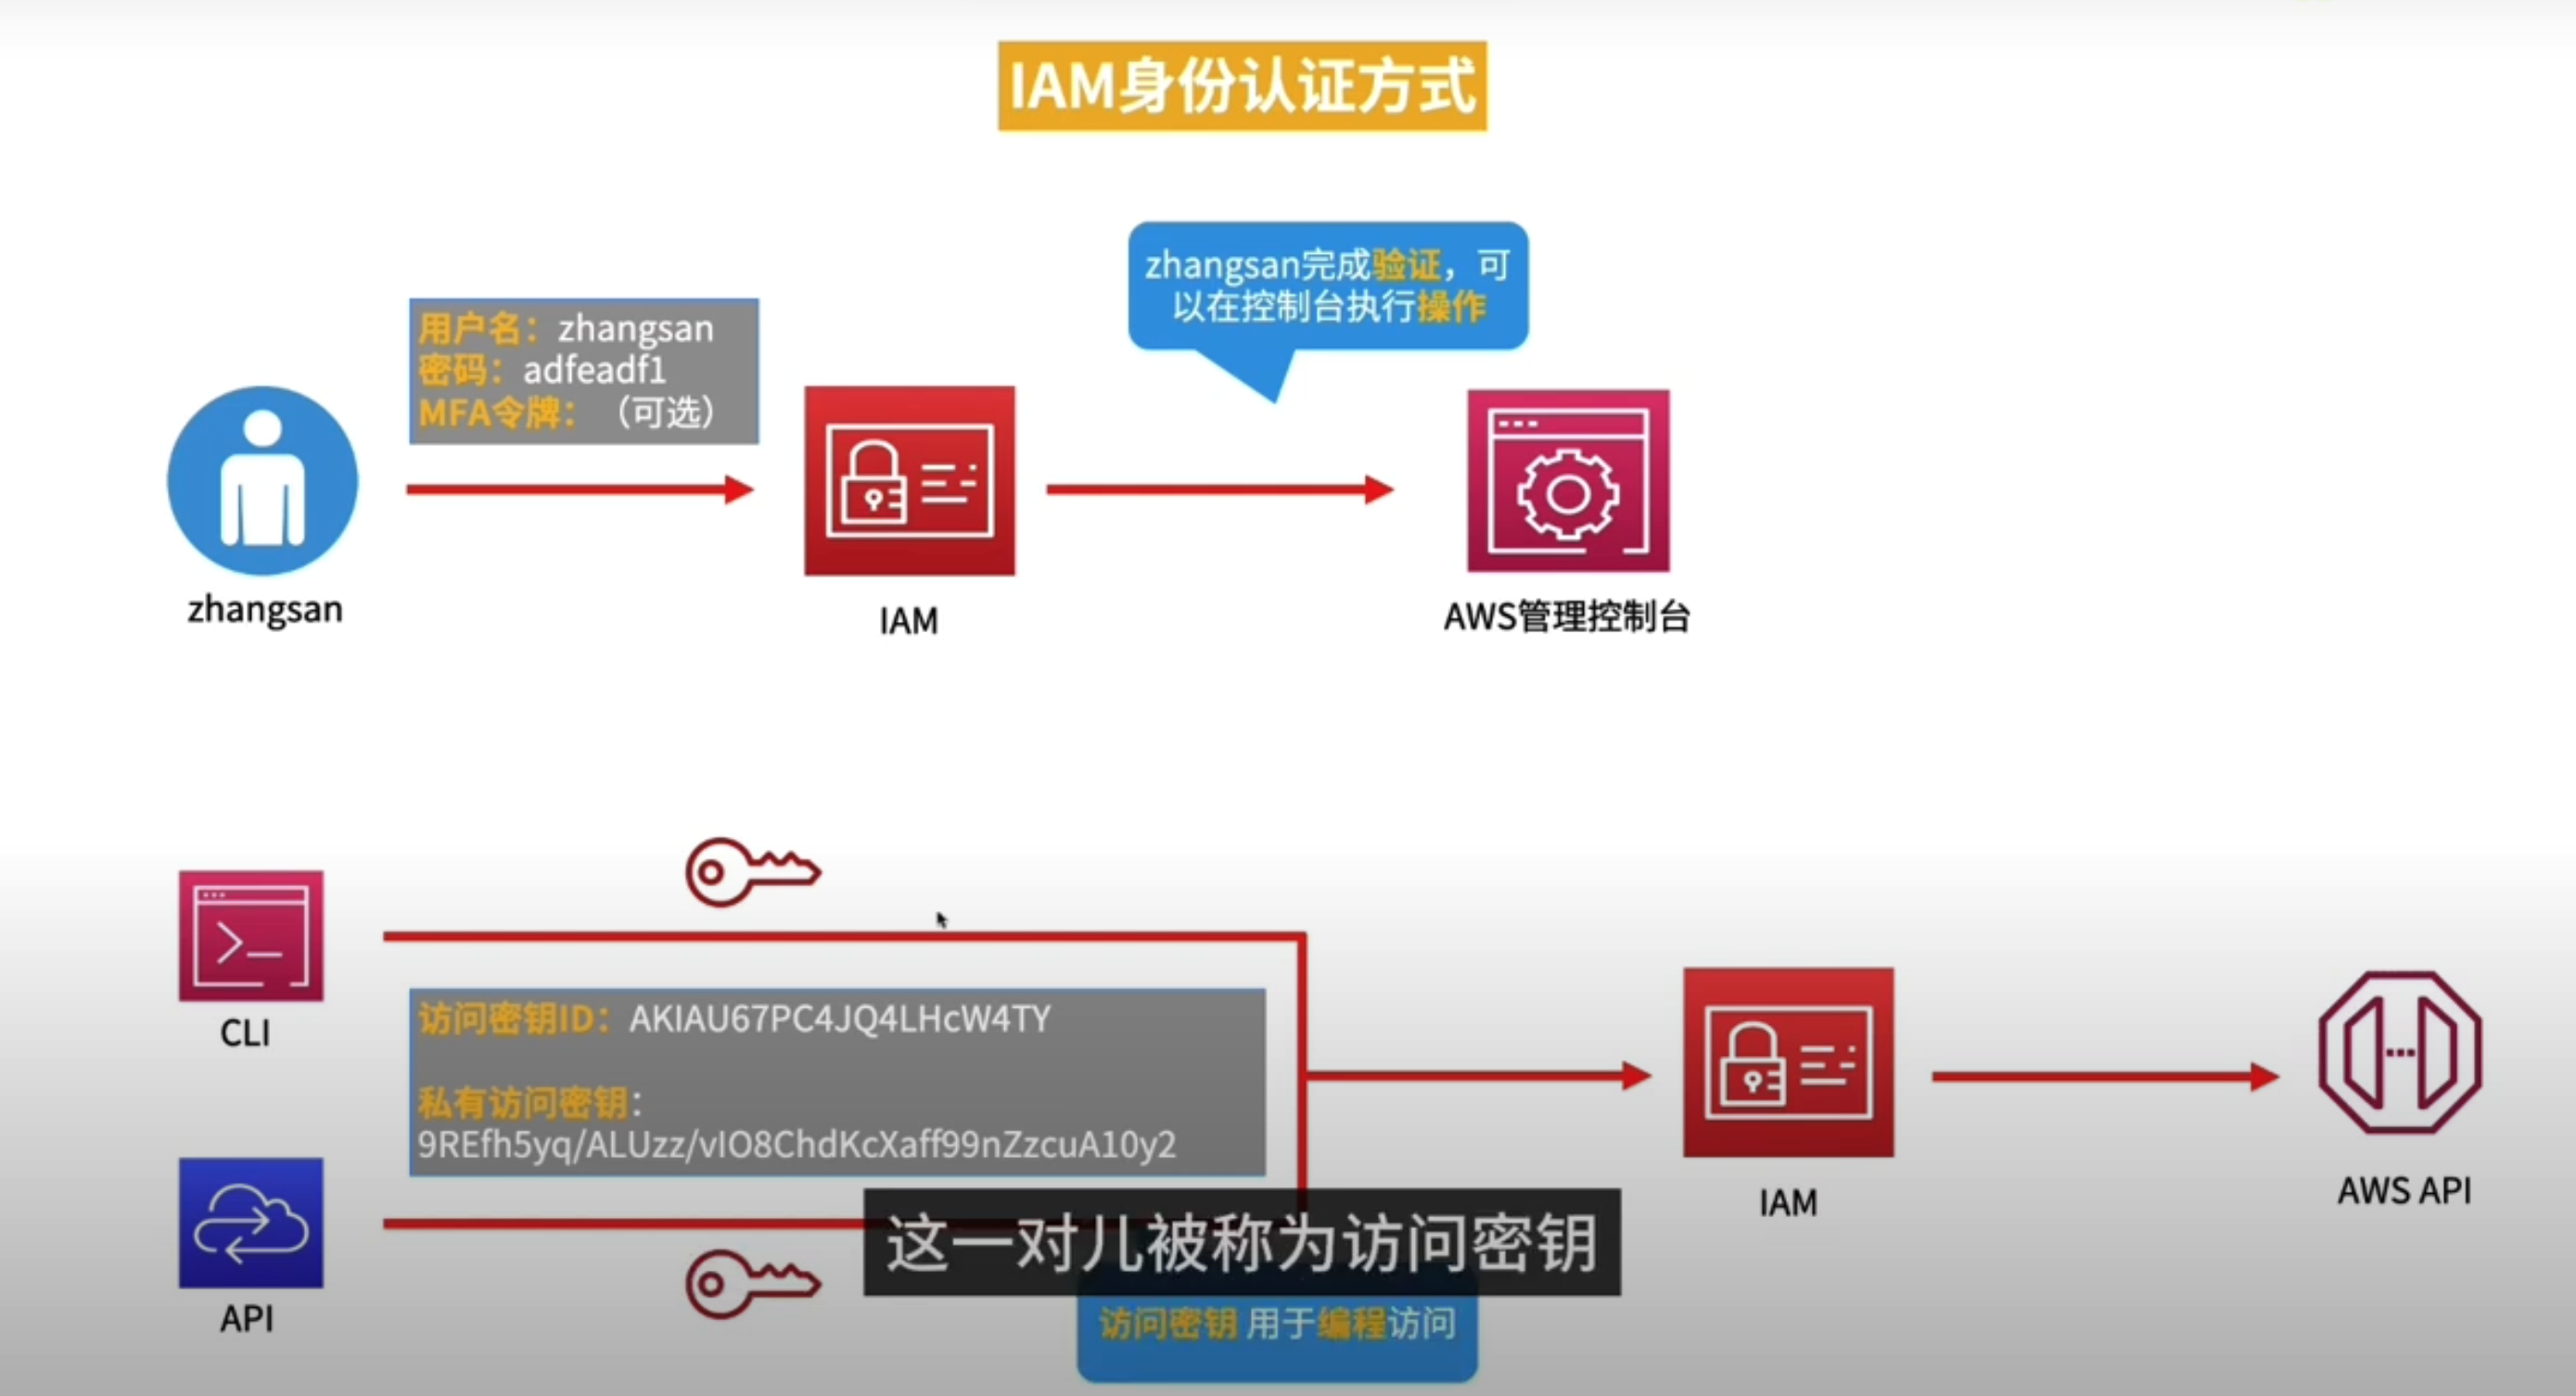 IAM身份认证方式
zhangsan完成验证，可
以在控制台执行操作
用户名：zhangsan
密码：adfeadf1
MFA令牌：（可选）
zhangsan
IAM
AWS管理控制台
CLI
访问密钥ID：AKIAU67PC4JQ4LHcW4TY
私有访问密钥：
9REfh5yq/ALUzz/vIO8ChdKcXaff99nZzcuA10y2
API
IAM
AWS API
这一对儿被称为访问密钥
访问密钥 用于编程访问